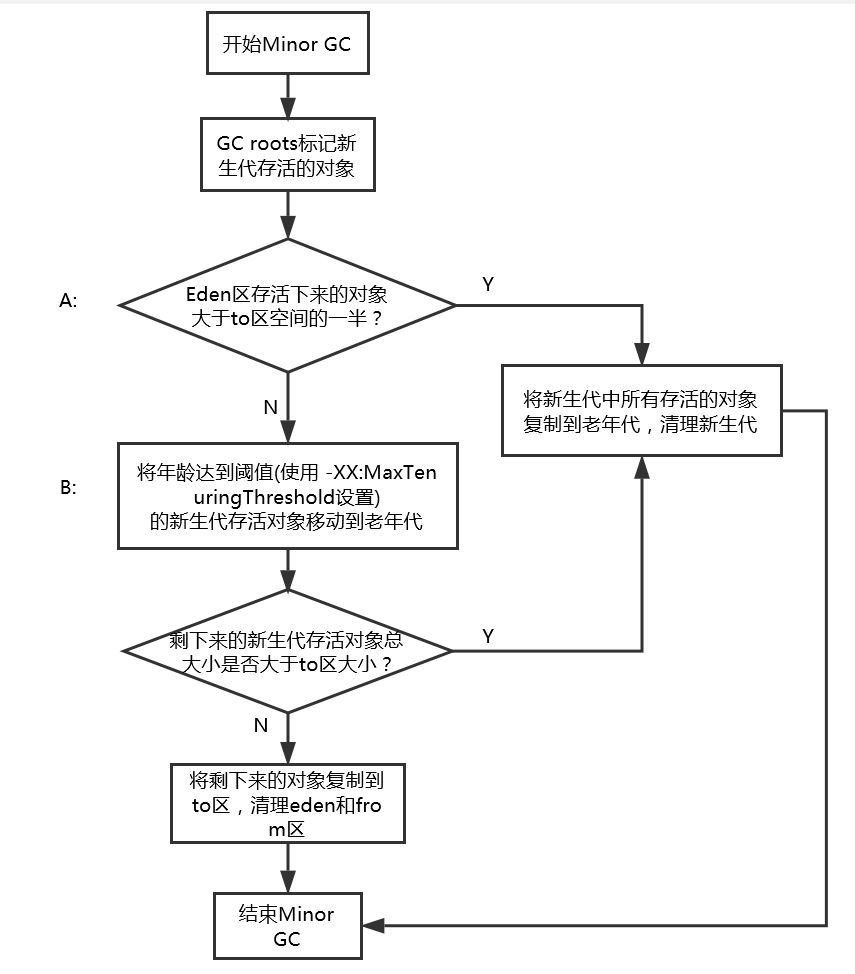 开始Minor GC
GC roots标记新
生代存活的对象
A:
Eden区存活下来的对象
大于to区空间的一半？
Y
N
将新生代中所有存活的对象
复制到老年代，清理新生代
B:
将年龄达到阈值(使用 -XX:MaxTen
uringThreshold设置)
的新生代存活对象移动到老年代
剩下来的新生代存活对象总
大小是否大于to区大小？
Y
N
将剩下来的对象复制到
to区，清理eden和fro
m区
结束Minor
GC